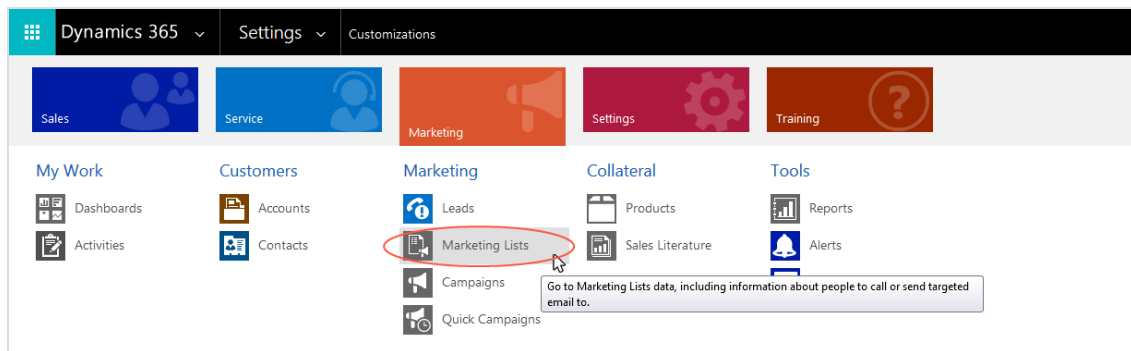 Dynamics 365 Settings Customizations
Sales Service Marketing Settings Training
My Work Customers Marketing Collateral Tools
Dashboards Accounts Leads Products Reports
Activities Contacts Marketing Lists Sales Literature Alerts
Campaigns
Go to Marketing Lists data, including information about people to call or send targeted
email to.
Quick Campaigns